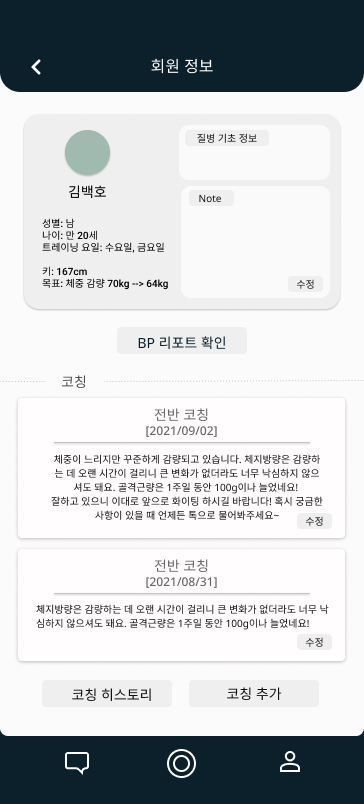 회원 정보
질병 기초 정보
김백호
Note
성별: 남
나이: 만 20세
트레이닝 요일: 수요일, 금요일
키: 167cm
목표: 체중 감량 70kg --> 64kg
수정
BP 리포트 확인
코칭
전반 코칭
[2021/09/02]
체중이 느리지만 꾸준하게 감량되고 있습니다. 체지방량은 감량하
는 데 오랜 시간이 걸리니 큰 변화가 없더라도 너무 낙심하지 않으
셔도 돼요. 골격근량은 1주일 동안 100g이나 늘었네요!
잘하고 있으니 이대로 앞으로 화이팅 하시길 바랍니다! 혹시 궁금한
사항이 있을 때 언제든 톡으로 물어봐주세요~
수정
전반 코칭
[2021/08/31]
체지방량은 감량하는 데 오랜 시간이 걸리니 큰 변화가 없더라도 너무 낙
심하지 않으셔도 돼요. 골격근량은 1주일 동안 100g이나 늘었네요!
수정
코칭 히스토리
코칭 추가